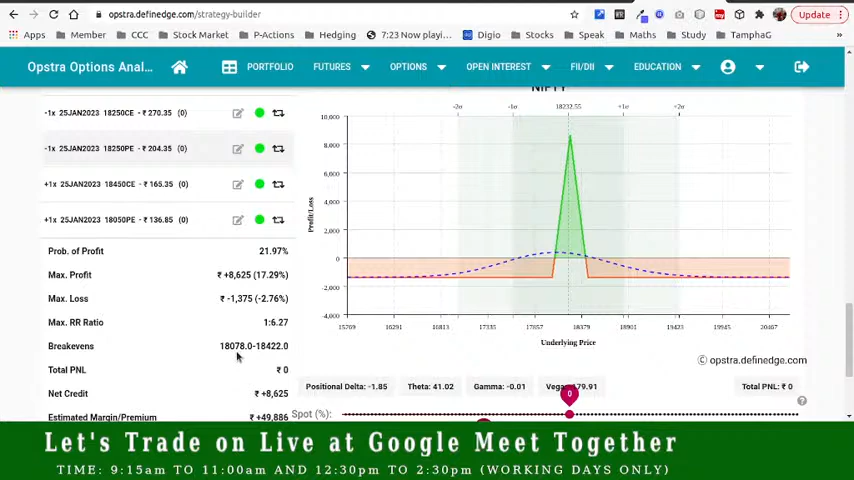 opstra.definedge.com/strategy-builder
Update
Apps Member CCC Stock Market P-Actions Hedging 7:23 Now playi... Digio Stocks Speak Maths Study TamphaG »
Opstra Options Anal... PORTFOLIO FUTURES OPTIONS OPEN INTEREST FII/DII EDUCATION
NIFTY
-1x 25JAN2023 18250CE - ₹ 270.35 (0)
-1x 25JAN2023 18250PE - ₹ 204.35 (0)
+1x 25JAN2023 18450CE - ₹ 165.35 (0)
+1x 25JAN2023 18050PE - ₹ 136.85 (0)
Prob. of Profit 21.97%
Max. Profit ₹ +8,625 (17.29%)
Max. Loss ₹ -1,375 (-2.76%)
Max. RR Ratio 1:6.27
Breakevens 18078.0-18422.0
Total PNL ₹ 0
Net Credit ₹ +8,625
Estimated Margin/Premium ₹ +49,886
-2σ -1σ 18232.55 +1σ +2σ
10,000
8,000
6,000
4,000
2,000
0
-2,000
-4,000
Profit/Loss
15769 16291 16813 17335 17857 18379 18901 19423 19945 20467
Underlying Price
© opstra.definedge.com
Positional Delta: -1.85 Theta: 41.02 Gamma: -0.01 Total PNL: ₹ 0
0
Spot (%):
Let's Trade on Live at Google Meet Together
TIME: 9:15am TO 11:00am AND 12:30pm TO 2:30pm (WORKING DAYS ONLY)